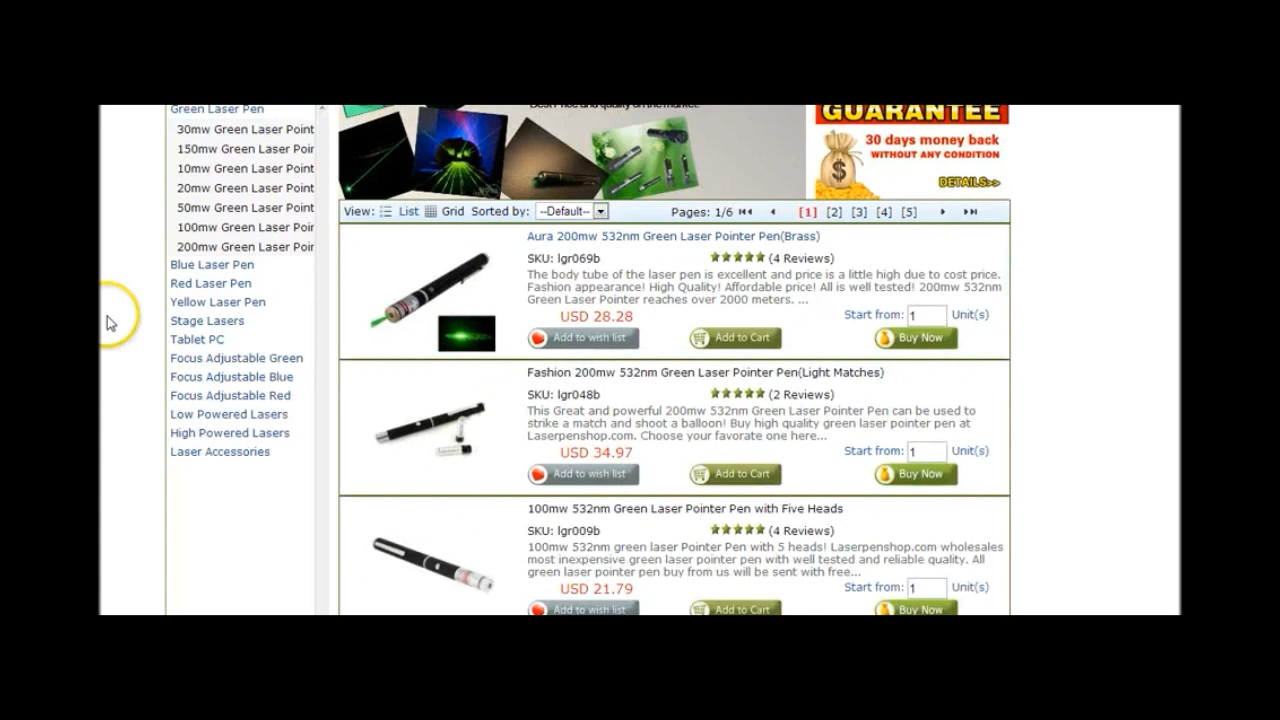 Green Laser Pen
30mw Green Laser Point
150mw Green Laser Poir
10mw Green Laser Point
20mw Green Laser Point
50mw Green Laser Point
100mw Green Laser Poir
200mw Green Laser Poir
Blue Laser Pen
Red Laser Pen
Yellow Laser Pen
Stage Lasers
Tablet PC
Focus Adjustable Green
Focus Adjustable Blue
Focus Adjustable Red
Low Powered Lasers
High Powered Lasers
Laser Accessories
Best Price and quality on the market.
GUARANTEE
30 days money back
WITHOUT ANY CONDITION
$
DETAILS>>
View: List Grid Sorted by: --Default-- Pages: 1/6 [1] [2] [3] [4] [5]
Aura 200mw 532nm Green Laser Pointer Pen(Brass)
SKU: lgr069b (4 Reviews)
The body tube of the laser pen is excellent and price is a little high due to cost price.
Fashion appearance! High Quality! Affordable price! All is well tested! 200mw 532nm
Green Laser Pointer reaches over 2000 meters. ...
USD 28.28 Start from: 1 Unit(s)
Add to wish list Add to Cart Buy Now
Fashion 200mw 532nm Green Laser Pointer Pen(Light Matches)
SKU: lgr048b (2 Reviews)
This Great and powerful 200mw 532nm Green Laser Pointer Pen can be used to
strike a match and shoot a balloon! Buy high quality green laser pointer pen at
Laserpenshop.com. Choose your favorate one here...
USD 34.97 Start from: 1 Unit(s)
Add to wish list Add to Cart Buy Now
100mw 532nm Green Laser Pointer Pen with Five Heads
SKU: lgr009b (4 Reviews)
100mw 532nm green laser Pointer Pen with 5 heads! Laserpenshop.com wholesales
most inexpensive green laser pointer pen with well tested and reliable quality. All
green laser pointer pen buy from us will be sent with free...
USD 21.79 Start from: 1 Unit(s)
Add to wish list Add to Cart Buy Now